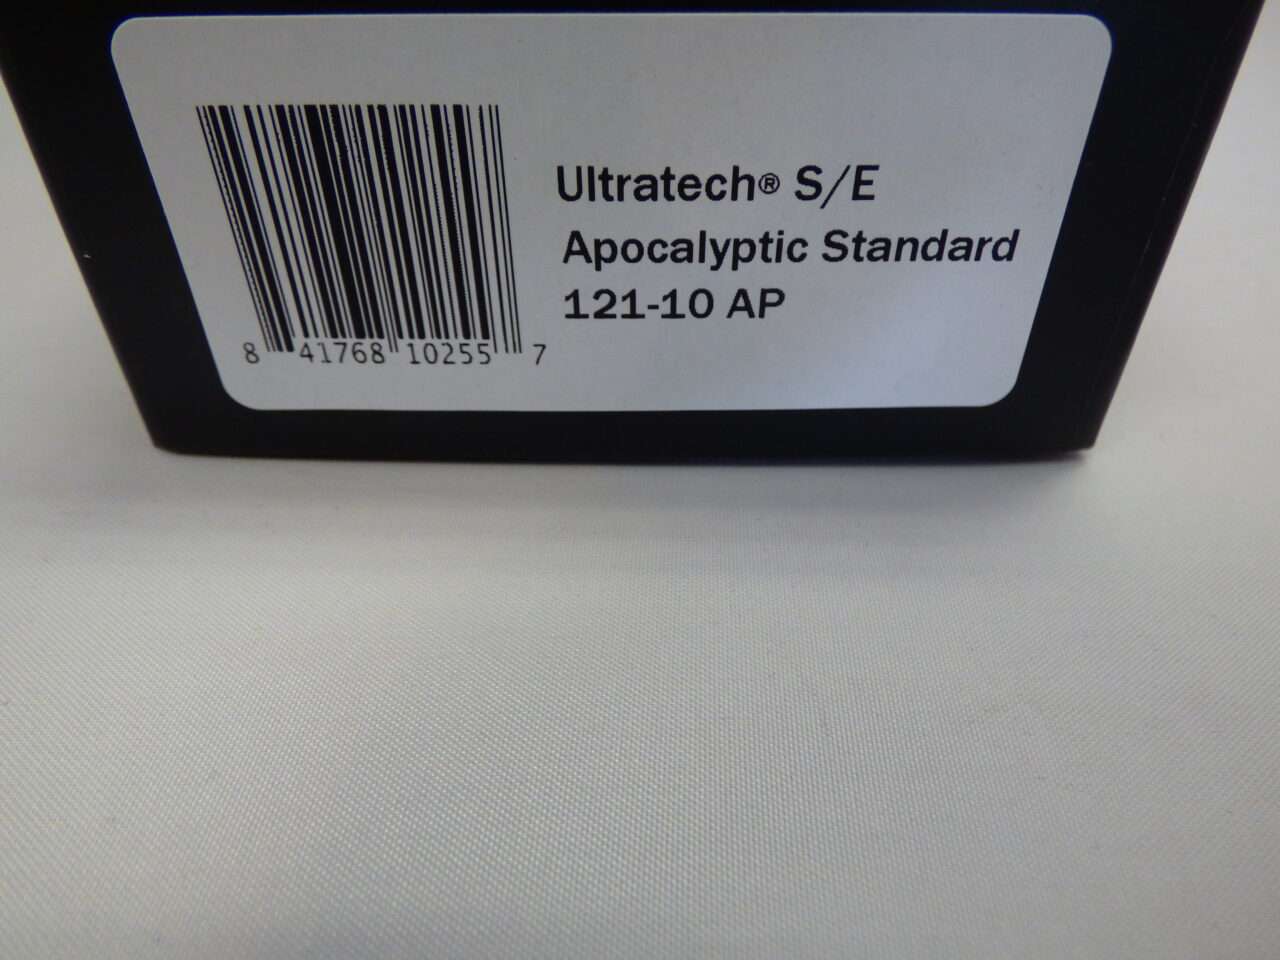 Ultratech® S/E
Apocalyptic Standard
121-10 AP
8 41768 10255 7